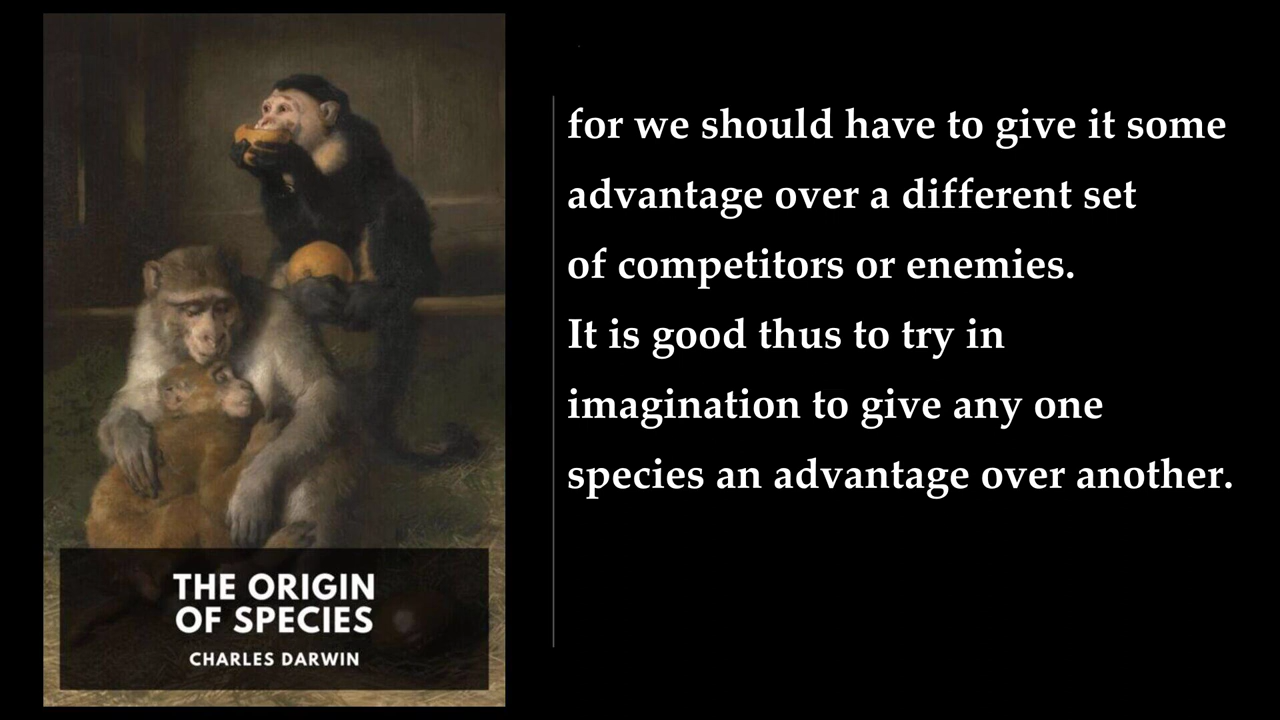 for we should have to give it some
advantage over a different set
of competitors or enemies.
It is good thus to try in
imagination to give any one
species an advantage over another.
THE ORIGIN
OF SPECIES
CHARLES DARWIN